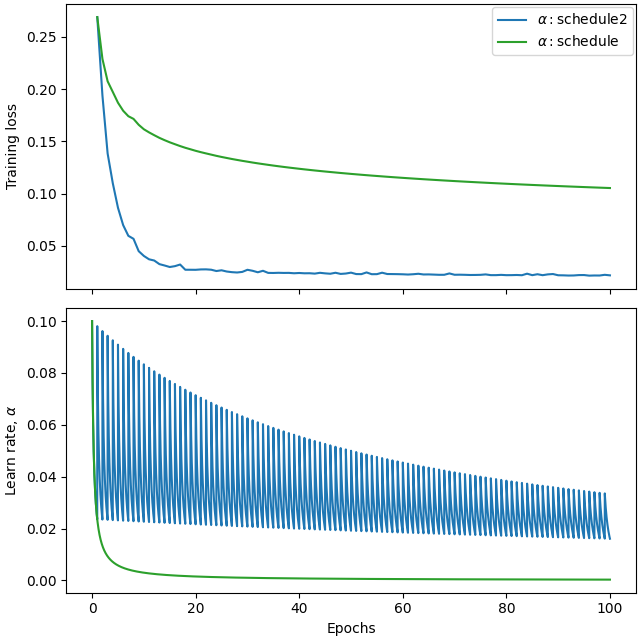 α : schedule2
α : schedule
0.25
0.20
0.15
0.10
0.05
Training loss
0.10
0.08
0.06
0.04
0.02
0.00
Learn rate, α
0 20 40 60 80 100
Epochs